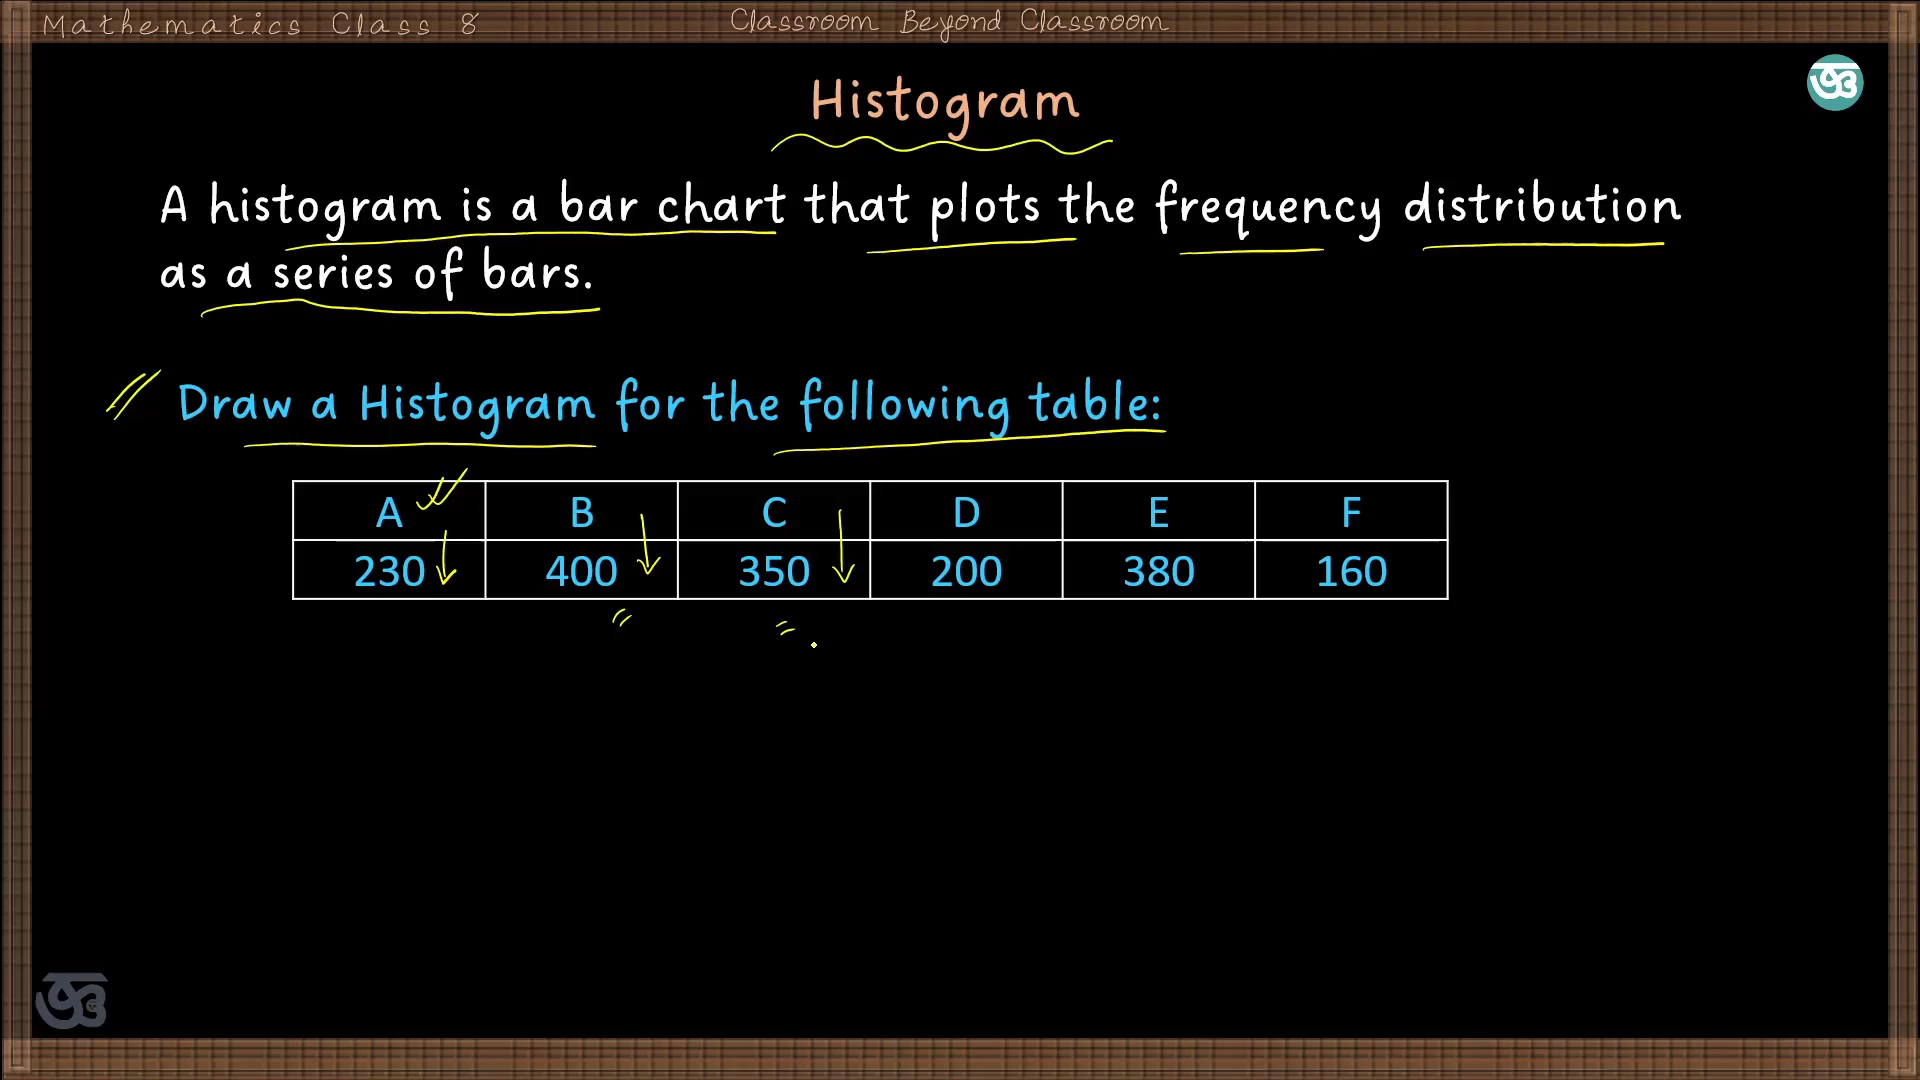 Mathematics Class 8
Classroom Beyond Classroom
Histogram
A histogram is a bar chart that plots the frequency distribution
as a series of bars.
Draw a Histogram for the following table:
A B C D E F
230 400 350 200 380 160